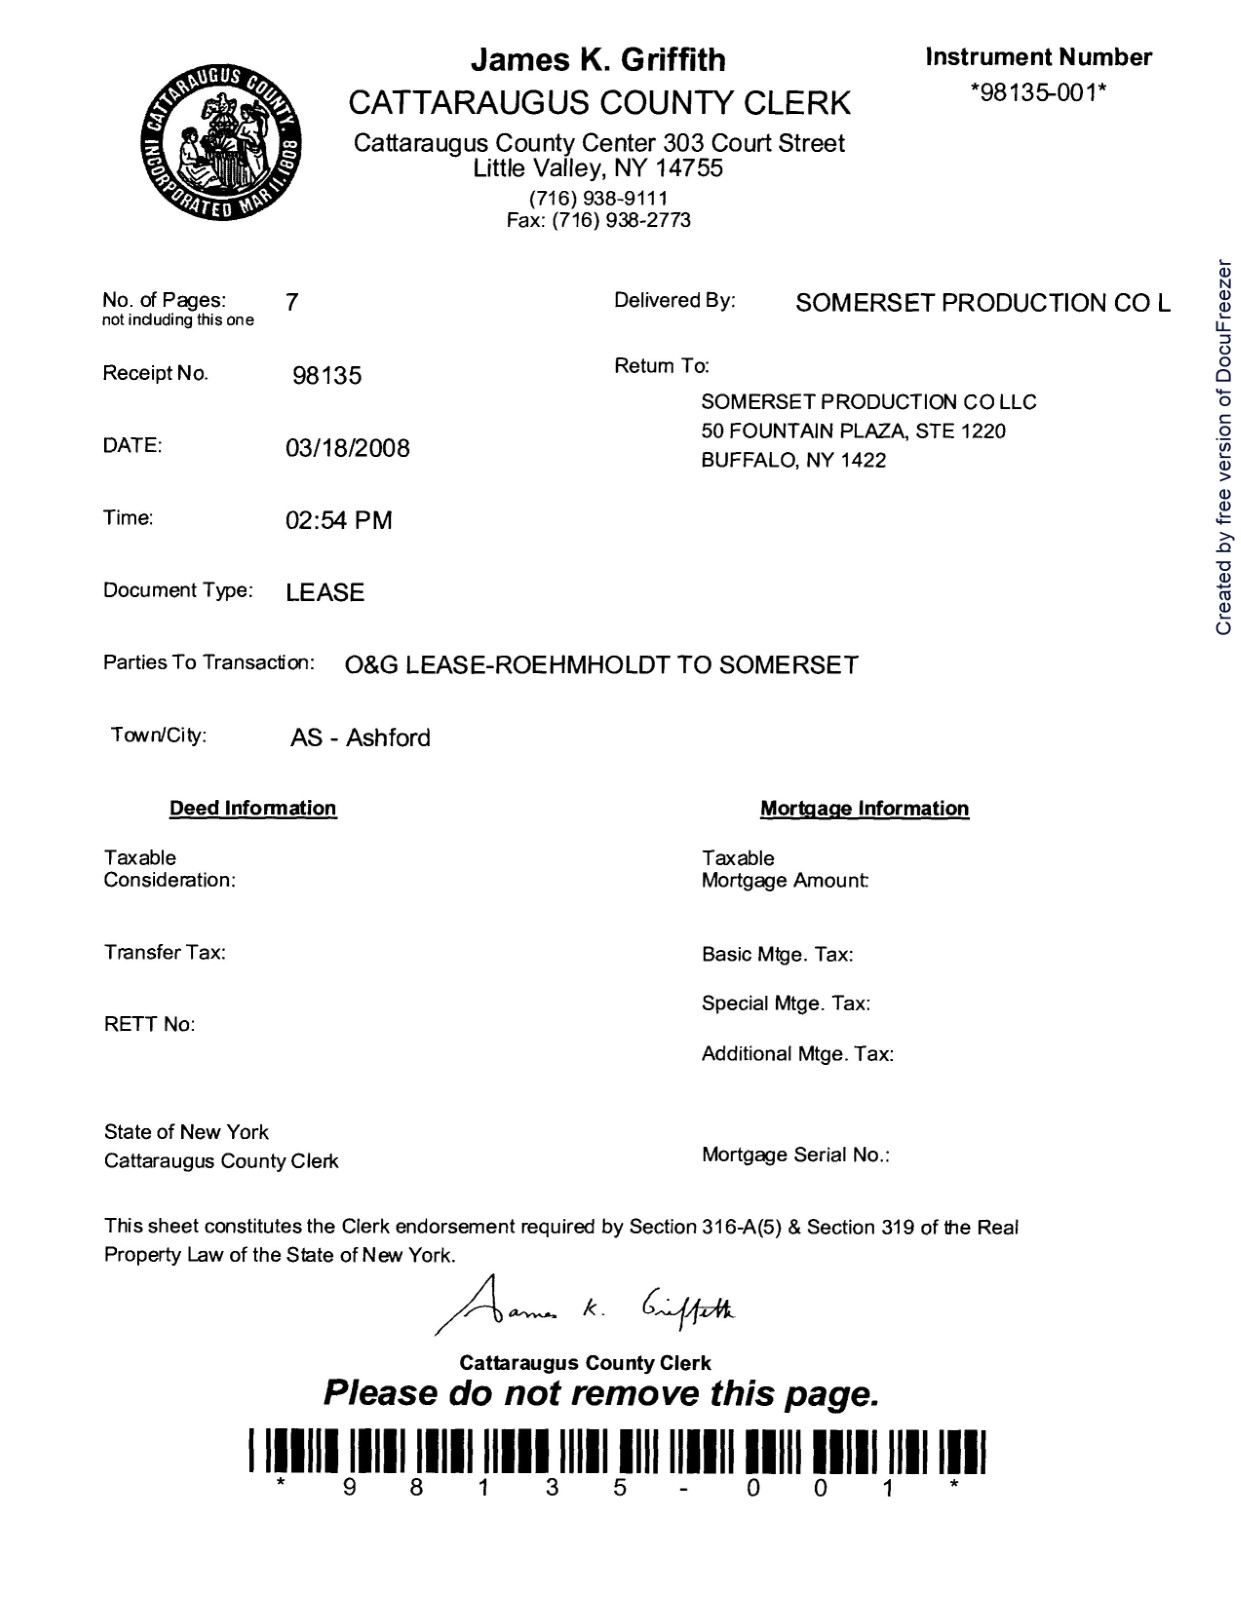 James K. Griffith
CATTARAUGUS COUNTY CLERK
Cattaraugus County Center 303 Court Street
Little Valley, NY 14755
(716) 938-9111
Fax: (716) 938-2773
Instrument Number
*98135-001*
CATTARAUGUS COUNTY.
INCORPORATED MAR 11. 1808
No. of Pages: 7
not including this one
Delivered By: SOMERSET PRODUCTION CO L
Receipt No. 98135
Return To:
SOMERSET PRODUCTION CO LLC
50 FOUNTAIN PLAZA, STE 1220
BUFFALO, NY 1422
DATE: 03/18/2008
Time: 02:54 PM
Document Type: LEASE
Parties To Transaction: O&G LEASE-ROEHMHOLDT TO SOMERSET
Town/City: AS - Ashford
Deed Information
Mortgage Information
Taxable
Consideration:
Taxable
Mortgage Amount:
Transfer Tax:
Basic Mtge. Tax:
Special Mtge. Tax:
RETT No:
Additional Mtge. Tax:
State of New York
Cattaraugus County Clerk
Mortgage Serial No.:
This sheet constitutes the Clerk endorsement required by Section 316-A(5) & Section 319 of the Real
Property Law of the State of New York.
James K. Griffith
Cattaraugus County Clerk
Please do not remove this page.
* 9 8 1 3 5 - 0 0 1 *
Created by free version of DocuFreezer